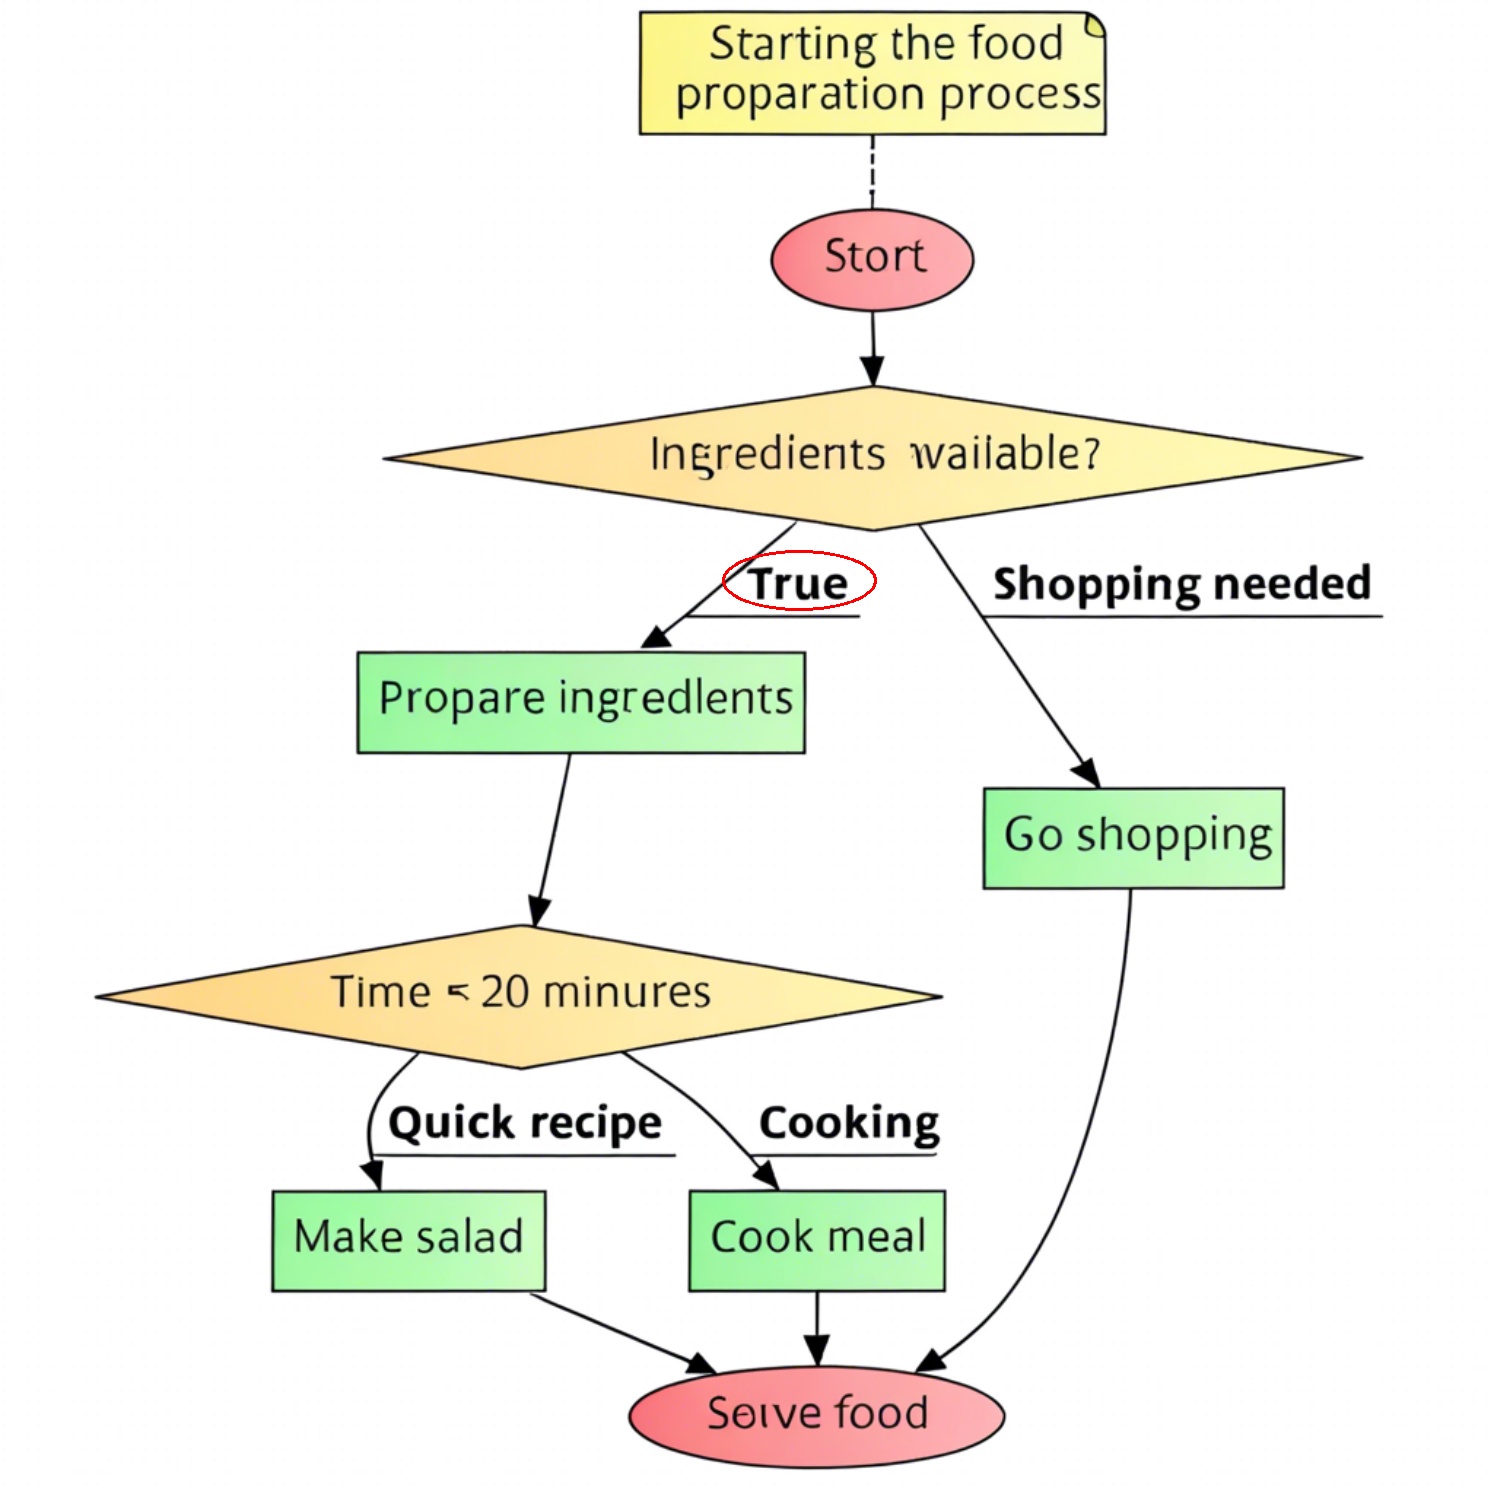 Starting the food
proparation process
Stort
Ingredients wailable?
True
Shopping needed
Propare ingredlents
Go shopping
Time < 20 minures
Quick recipe
Cooking
Make salad
Cook meal
Serve food